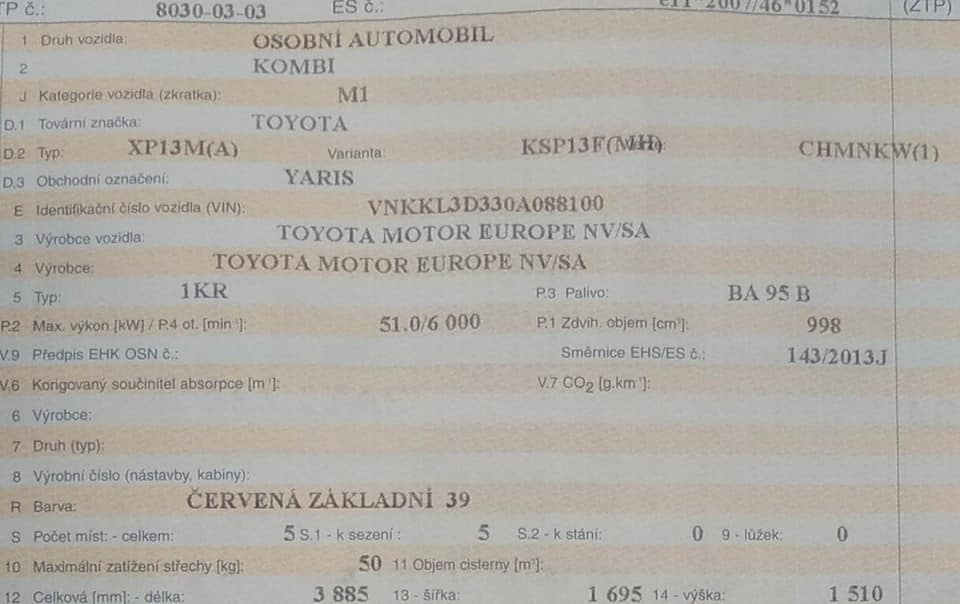 TP č.: 8030-03-03 ES č.: e11*2007/46*0152 (ZTP)
1 Druh vozidla: OSOBNÍ AUTOMOBIL
2 KOMBI
J Kategorie vozidla (zkratka): M1
D.1 Tovární značka: TOYOTA
D.2 Typ: XP13M(A) Varianta: KSP13F(M) CHMNKW(1)
D.3 Obchodní označení: YARIS
E Identifikační číslo vozidla (VIN): VNKKL3D330A088100
3 Výrobce vozidla: TOYOTA MOTOR EUROPE NV/SA
4 Výrobce: TOYOTA MOTOR EUROPE NV/SA
5 Typ: 1KR P.3 Palivo: BA 95 B
P.2 Max. výkon [kW] / P.4 ot. [min⁻¹]: 51.0/6 000 P.1 Zdvih. objem [cm³]: 998
V.9 Předpis EHK OSN č.: Směrnice EHS/ES č.: 143/2013J
V.6 Korigovaný součinitel absorpce [m⁻¹]: V.7 CO₂ [g.km⁻¹]:
6 Výrobce:
7 Druh (typ):
8 Výrobní číslo (nástavby, kabiny):
R Barva: ČERVENÁ ZÁKLADNÍ 39
S Počet míst: - celkem: 5 S.1 - k sezení : 5 S.2 - k stání: 0 9 - lůžek: 0
10 Maximální zatížení střechy [kg]: 50 11 Objem cisterny [m³]:
12 Celková [mm]: - délka: 3 885 13 - šířka: 1 695 14 - výška: 1 510